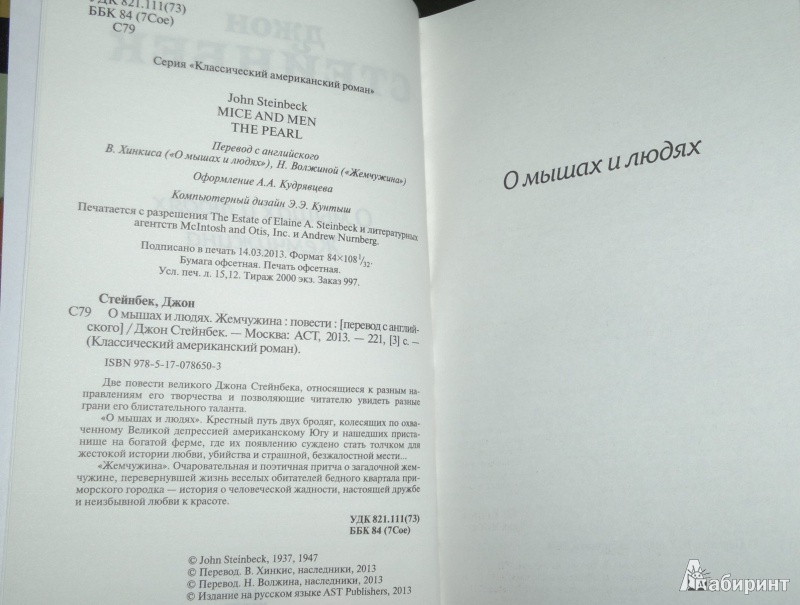 УДК 821.111(73)
ББК 84 (7Сое)
С79
Серия «Классический американский роман»
John Steinbeck
MICE AND MEN
THE PEARL
Перевод с английского
В. Хинкиса («О мышах и людях»), Н. Волжиной («Жемчужина»)
Оформление А.А. Кудрявцева
Компьютерный дизайн Э.Э. Кунтыш
Печатается с разрешения The Estate of Elaine A. Steinbeck и литературных
агентств McIntosh and Otis, Inc. и Andrew Nurnberg.
Подписано в печать 14.03.2013. Формат 84×108 1/32.
Бумага офсетная. Печать офсетная.
Усл. печ. л. 15,12. Тираж 2000 экз. Заказ 997.
Стейнбек, Джон
С79 О мышах и людях. Жемчужина : повести : [перевод с англий-
ского] / Джон Стейнбек. — Москва: АСТ, 2013. — 221, [3] с. —
(Классический американский роман).
ISBN 978-5-17-078650-3
Две повести великого Джона Стейнбека, относящиеся к разным на-
правлениям его творчества и позволяющие читателю увидеть разные
грани его блистательного таланта.
«О мышах и людях». Крестный путь двух бродяг, колесящих по охва-
ченному Великой депрессией американскому Югу и нашедших приста-
нище на богатой ферме, где их появлению суждено стать толчком для
жестокой истории любви, убийства и страшной, безжалостной мести...
«Жемчужина». Очаровательная и поэтичная притча о загадочной жем-
чужине, перевернувшей жизнь веселых обитателей бедного квартала при-
морского городка — история о человеческой жадности, настоящей дружбе
и неизбывной любви к красоте.
УДК 821.111(73)
ББК 84 (7Сое)
© John Steinbeck, 1937, 1947
© Перевод. В. Хинкис, наследники, 2013
© Перевод. Н. Волжина, наследники, 2013
© Издание на русском языке AST Publishers, 2013
О мышах и людях
Лабиринт